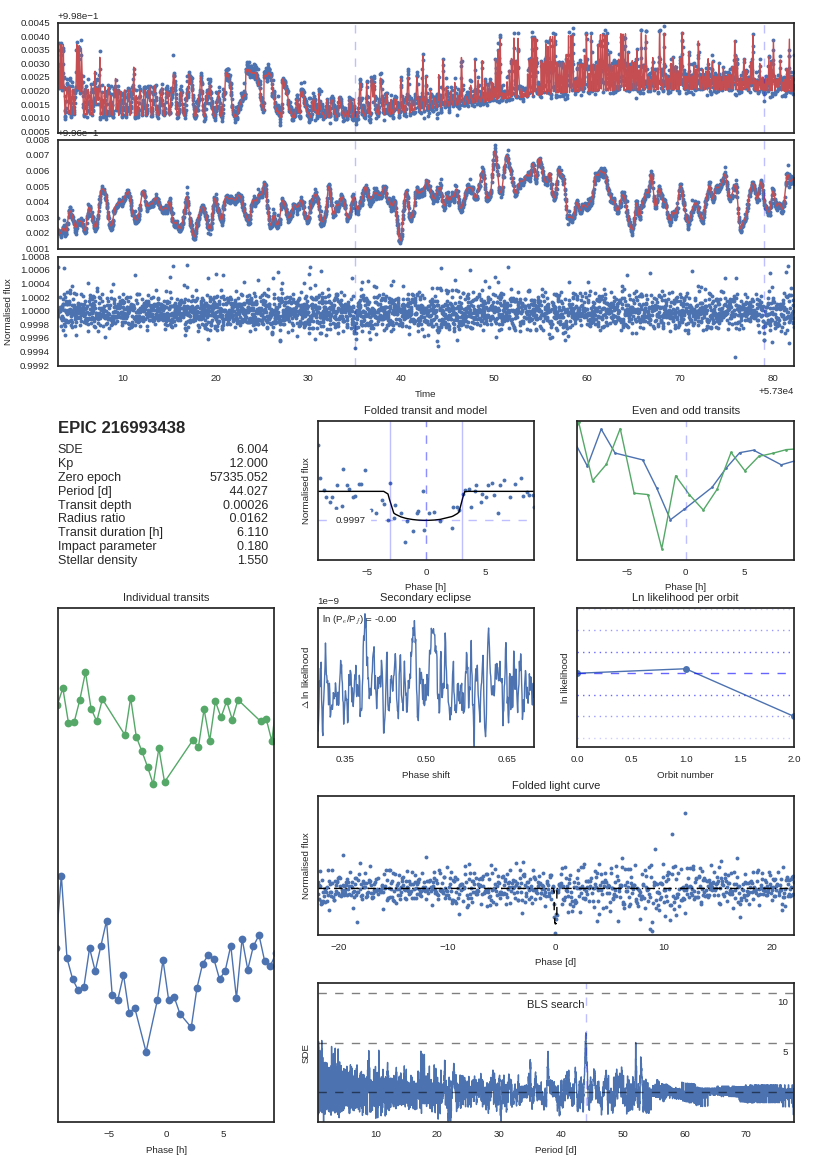 +9.98e−1
0.0045
0.0040
0.0035
0.0030
0.0025
0.0020
0.0015
0.0010
0.0005
+9.96e−1
0.008
0.007
0.006
0.005
0.004
0.003
0.002
0.001
1.0008
1.0006
1.0004
1.0002
1.0000
0.9998
0.9996
0.9994
0.9992
Normalised flux
10 20 30 40 50 60 70 80
Time
+5.73e4
EPIC 216993438
SDE 6.004
Kp 12.000
Zero epoch 57335.052
Period [d] 44.027
Transit depth 0.00026
Radius ratio 0.0162
Transit duration [h] 6.110
Impact parameter 0.180
Stellar density 1.550
Folded transit and model
Normalised flux
0.9997
−5 0 5
Phase [h]
Even and odd transits
−5 0 5
Phase [h]
Individual transits
−5 0 5
Phase [h]
Secondary eclipse
1e−9
Δ ln likelihood
0.35 0.50 0.65
Phase shift
Ln likelihood per orbit
ln likelihood
0.0 0.5 1.0 1.5 2.0
Orbit number
Folded light curve
Normalised flux
−20 −10 0 10 20
Phase [d]
BLS search
10
5
SDE
10 20 30 40 50 60 70
Period [d]